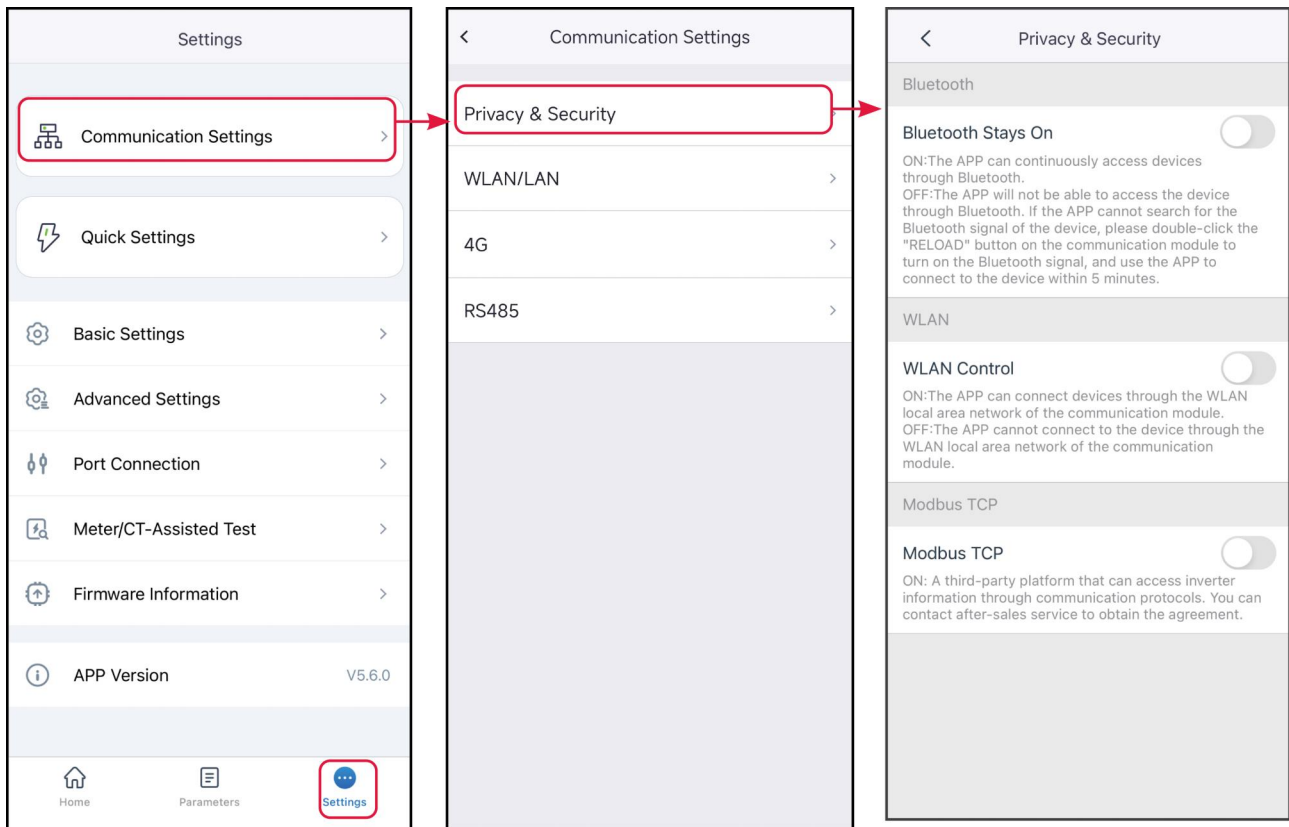 Settings
Communication Settings
Quick Settings
Basic Settings
Advanced Settings
Port Connection
Meter/CT-Assisted Test
Firmware Information
APP Version V5.6.0
Home Parameters Settings
Communication Settings
Privacy & Security
WLAN/LAN
4G
RS485
Privacy & Security
Bluetooth
Bluetooth Stays On
ON:The APP can continuously access devices
through Bluetooth.
OFF:The APP will not be able to access the device
through Bluetooth. If the APP cannot search for the
Bluetooth signal of the device, please double-click the
"RELOAD" button on the communication module to
turn on the Bluetooth signal, and use the APP to
connect to the device within 5 minutes.
WLAN
WLAN Control
ON:The APP can connect devices through the WLAN
local area network of the communication module.
OFF:The APP cannot connect to the device through the
WLAN local area network of the communication
module.
Modbus TCP
Modbus TCP
ON: A third-party platform that can access inverter
information through communication protocols. You can
contact after-sales service to obtain the agreement.